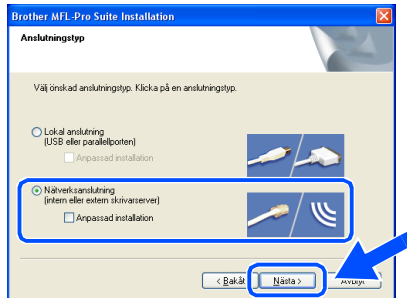 Brother MFL-Pro Suite Installation
Anslutningstyp
Välj önskad anslutningstyp. Klicka på en anslutningstyp.
Lokal anslutning
(USB eller parallellporten)
Anpassad installation
Nätverksanslutning
(intern eller extern skrivarserver)
Anpassad installation
< Bakåt Nästa > Avbryt